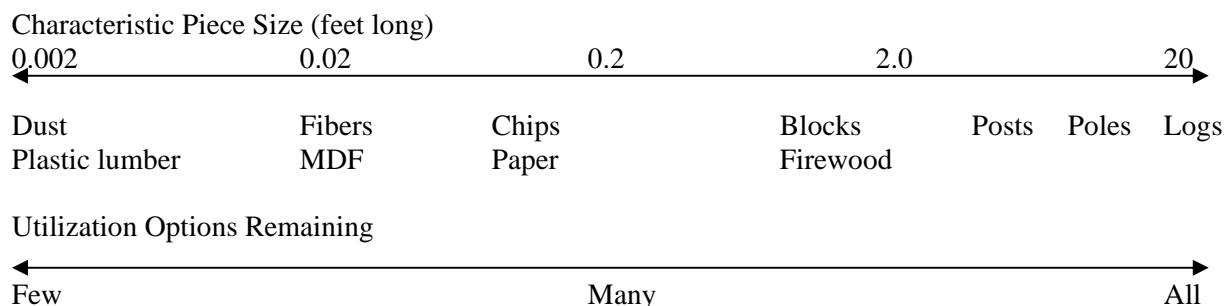 Characteristic Piece Size (feet long)
0.002 0.02 0.2 2.0 20
Dust Fibers Chips Blocks Posts Poles Logs
Plastic lumber MDF Paper Firewood
Utilization Options Remaining
Few Many All